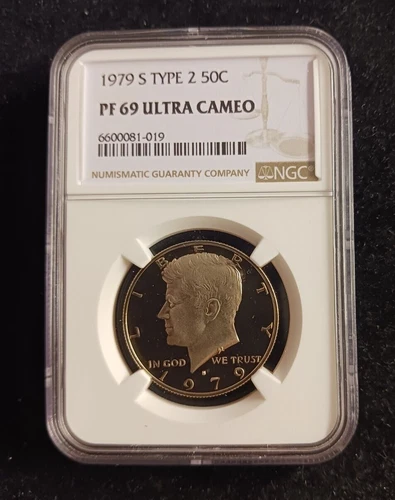 1979 S TYPE 2 50C
PF 69 ULTRA CAMEO
6600081-019
NUMISMATIC GUARANTY COMPANY NGC
LIBERTY
IN GOD WE TRUST
1979